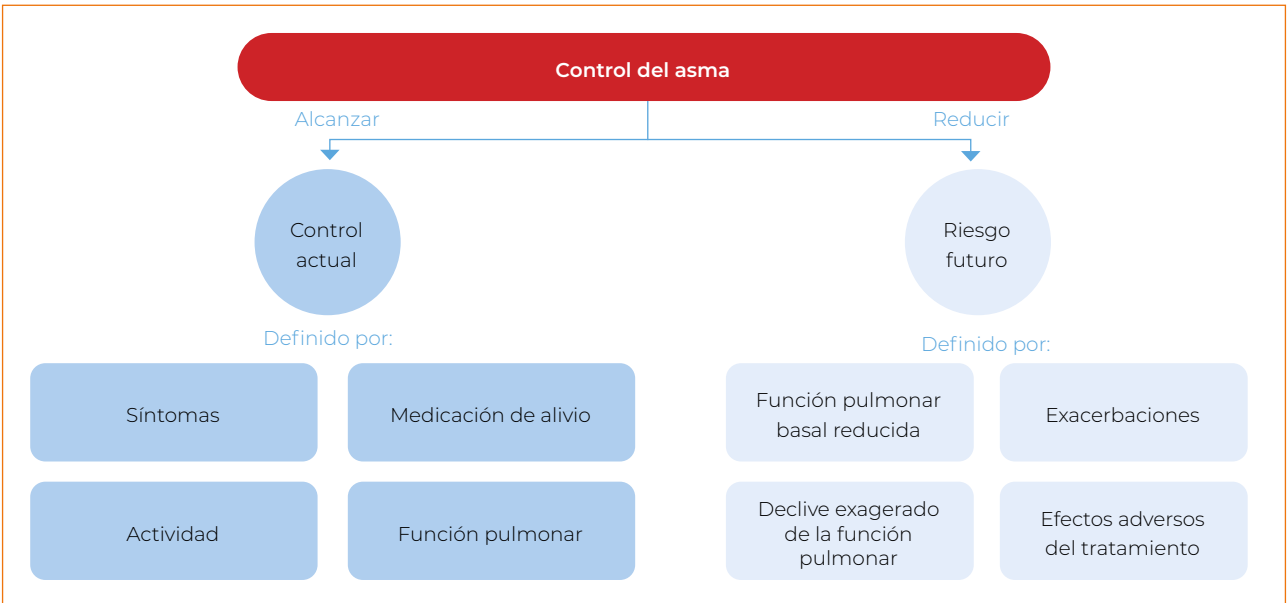 Control del asma
Alcanzar
Reducir
Control
actual
Riesgo
futuro
Definido por:
Definido por:
Síntomas
Medicación de alivio
Función pulmonar
basal reducida
Exacerbaciones
Actividad
Función pulmonar
Declive exagerado
de la función
pulmonar
Efectos adversos
del tratamiento